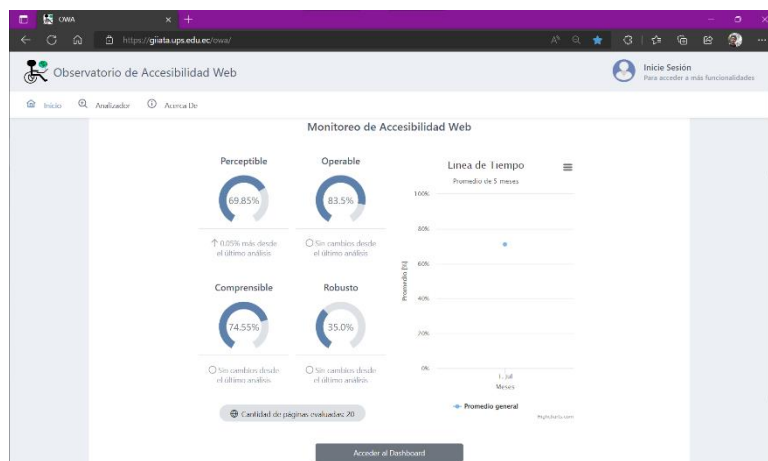 OWA
https://giiata.ups.edu.ec/owa/
Observatorio de Accesibilidad Web
Inicie Sesión
Para acceder a más funcionalidades
Inicio
Analizador
Acerca De
Monitoreo de Accesibilidad Web
Perceptible
69.85%
↑ 0.05% más desde
el último análisis
Operable
83.5%
Sin cambios desde
el último análisis
Comprensible
74.55%
Sin cambios desde
el último análisis
Robusto
35.0%
Sin cambios desde
el último análisis
Cantidad de páginas evaluadas: 20
Línea de Tiempo
Promedio de 5 meses
Promedio [%]
100%
80%
60%
40%
20%
0%
1. Jul
Meses
Promedio general
Highcharts.com
Acceder al Dashboard